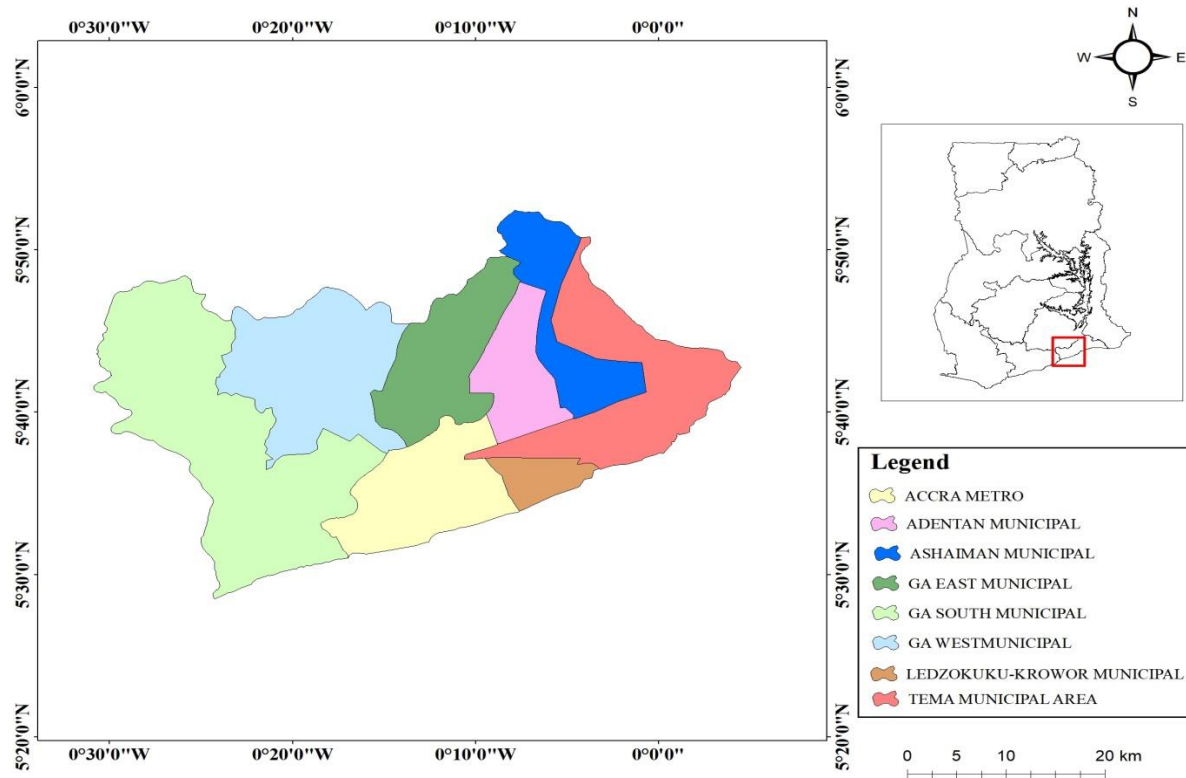 0°30'0"W 0°20'0"W 0°10'0"W 0°0'0"
N
W E
S
6°0'0"N 6°0'0"N
5°50'0"N 5°50'0"N
5°40'0"N 5°40'0"N
5°30'0"N 5°30'0"N
5°20'0"N 5°20'0"N
0°30'0"W 0°20'0"W 0°10'0"W 0°0'0"
Legend
ACCRA METRO
ADENTAN MUNICIPAL
ASHAIMAN MUNICIPAL
GA EAST MUNICIPAL
GA SOUTH MUNICIPAL
GA WESTMUNICIPAL
LEDZOKUKU-KROWOR MUNICIPAL
TEMA MUNICIPAL AREA
0 5 10 20 km